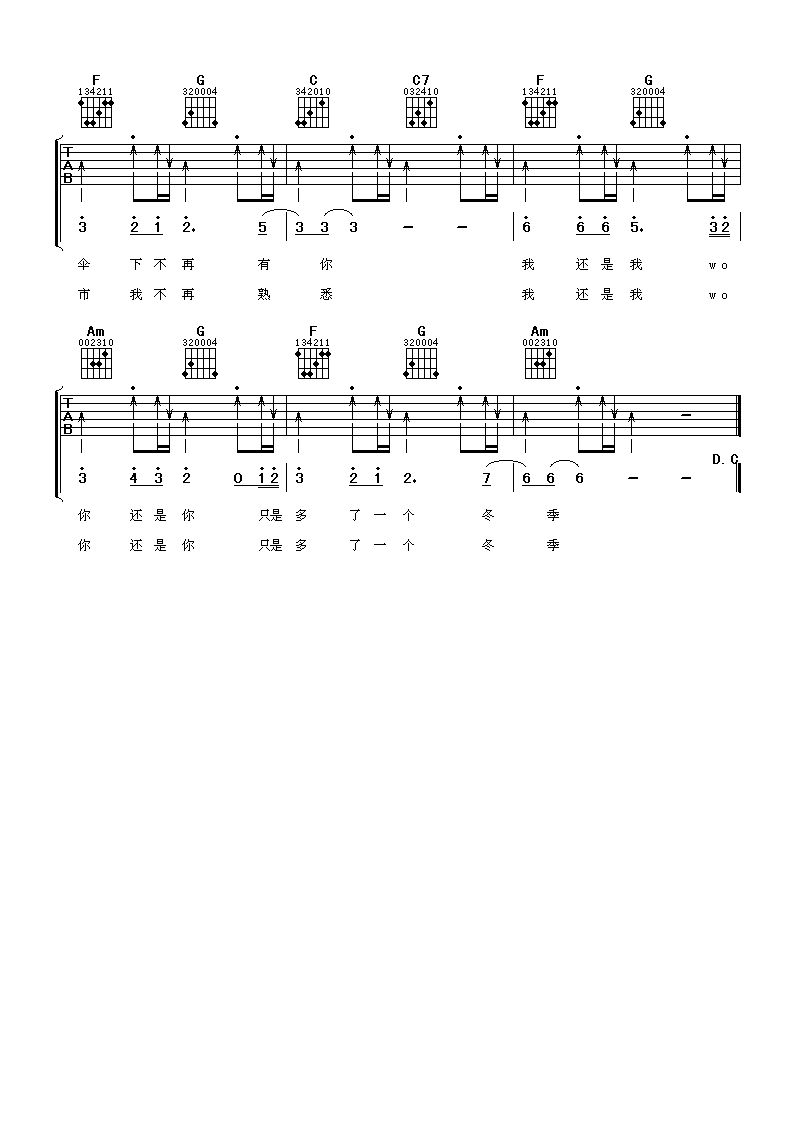 F G C C7 F G
134211 320004 342010 032410 134211 320004
T
A
B
3 2 1 2. 5 3 3 3 - - 6 6 6 5. 3 2
伞 下 不 再 有 你 我 还 是 我 wo
市 我 不 再 熟 悉 我 还 是 我 wo
Am G F G Am
002310 320004 134211 320004 002310
T
A
B
D.C
3 4 3 2 0 1 2 3 2 1 2. 7 6 6 6 - -
你 还 是 你 只是 多 了 一 个 冬 季
你 还 是 你 只是 多 了 一 个 冬 季